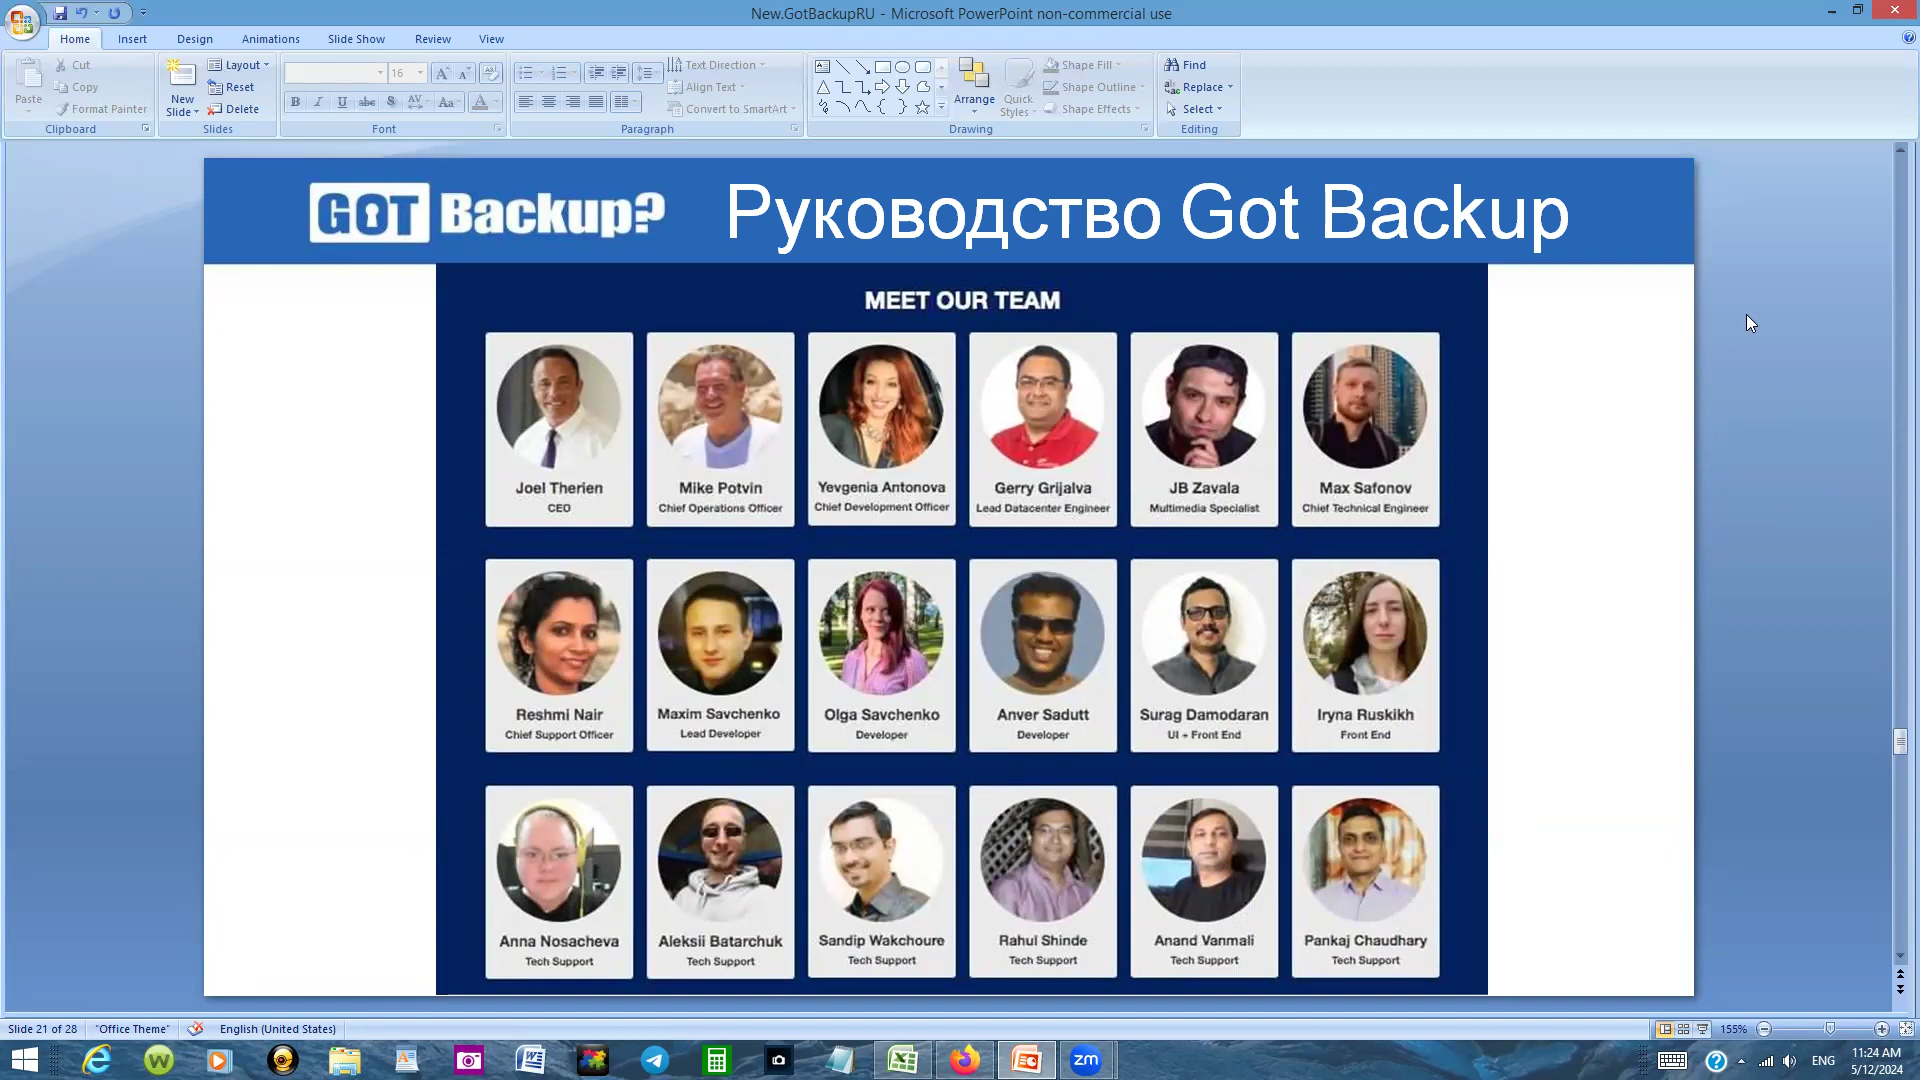 New.GotBackupRU - Microsoft PowerPoint non-commercial use
Home Insert Design Animations Slide Show Review View
Cut Layout 16 Text Direction Shape Fill Find
Paste Copy New Slide Reset Align Text Arrange Quick Styles Shape Outline Replace
Format Painter Delete Convert to SmartArt Shape Effects Select
Clipboard Slides Font Paragraph Drawing Editing
GOT Backup? Руководство Got Backup
MEET OUR TEAM
Joel Therien Mike Potvin Yevgenia Antonova Gerry Grijalva JB Zavala Max Safonov
CEO Chief Operations Officer Chief Development Officer Lead Datacenter Engineer Multimedia Specialist Chief Technical Engineer
Reshmi Nair Maxim Savchenko Olga Savchenko Anver Sadutt Surag Damodaran Iryna Ruskikh
Chief Support Officer Lead Developer Developer Developer UI + Front End Front End
Anna Nosacheva Aleksii Batarchuk Sandip Wakchoure Rahul Shinde Anand Vanmali Pankaj Chaudhary
Tech Support Tech Support Tech Support Tech Support Tech Support Tech Support
Slide 21 of 28 "Office Theme" English (United States) 155%
zm ENG 11:24 AM
5/12/2024